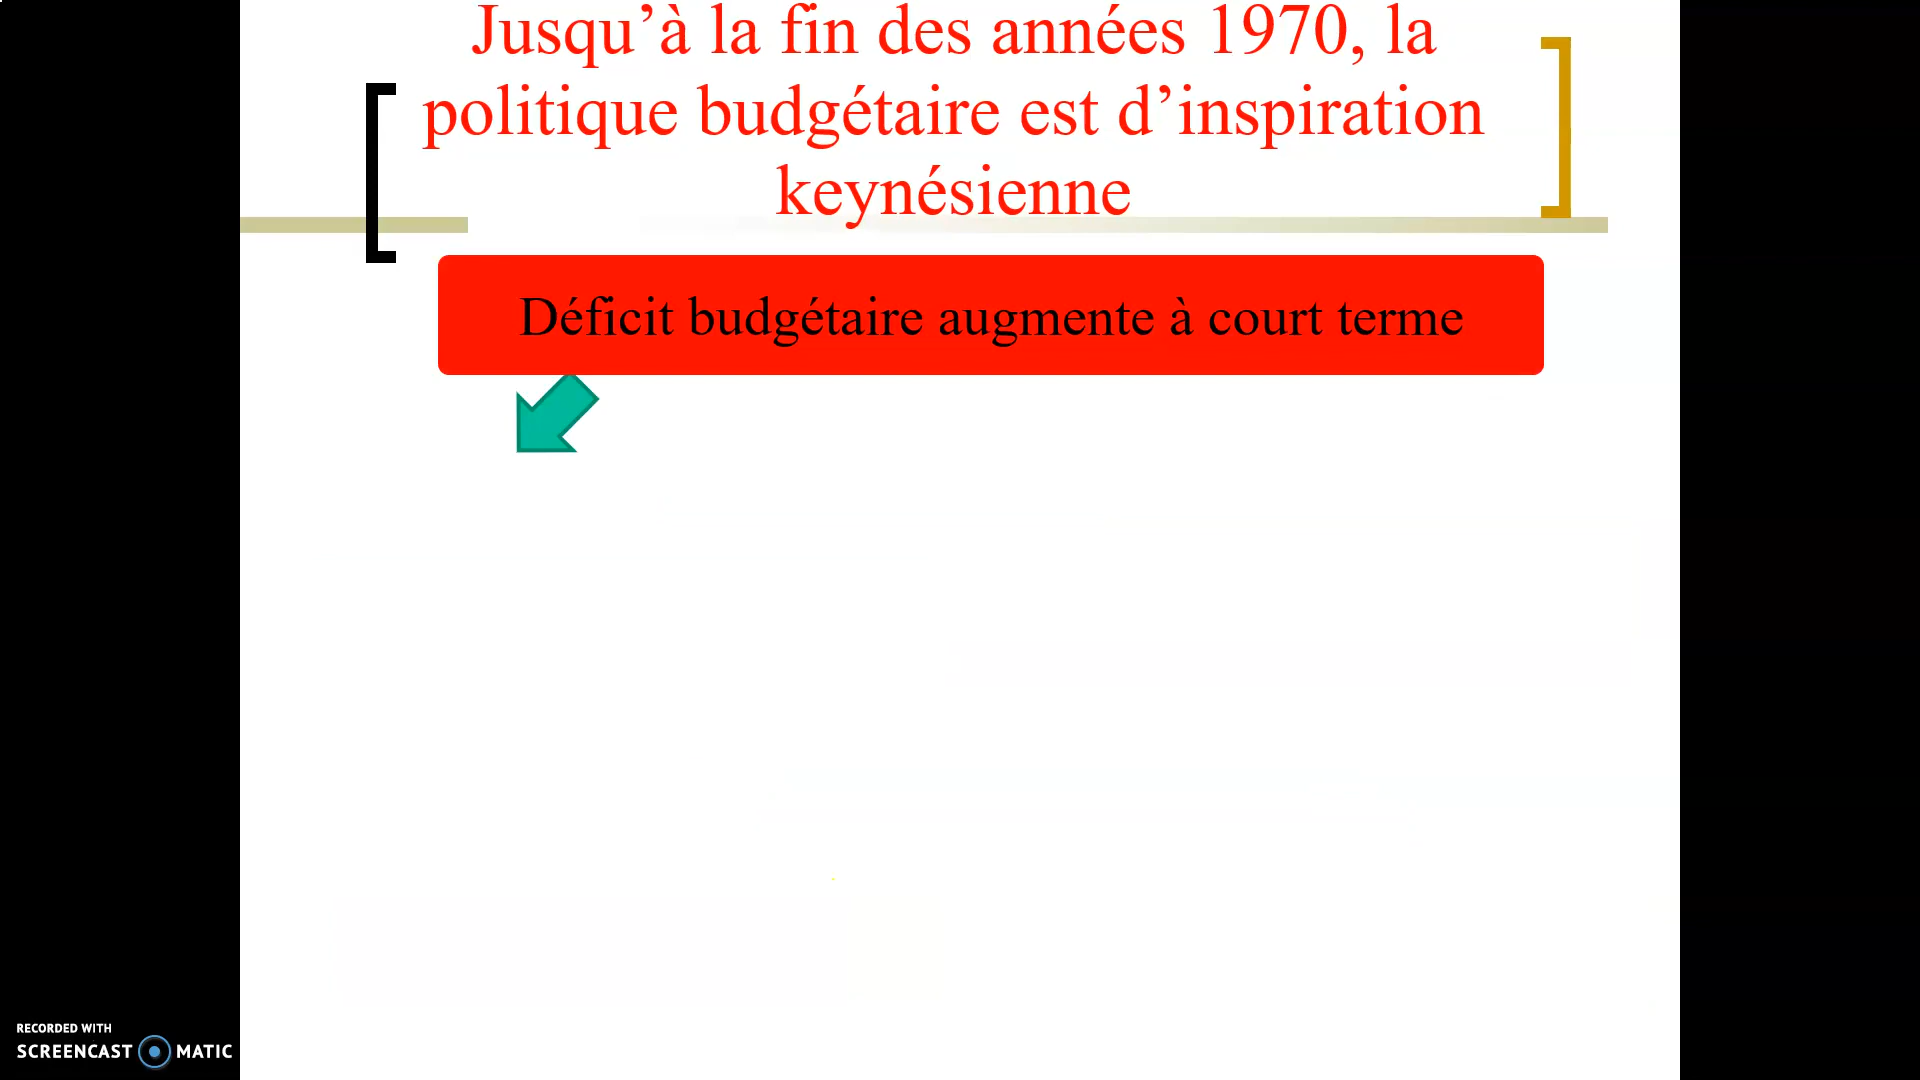 Jusqu’à la fin des années 1970, la
politique budgétaire est d’inspiration
keynésienne
Déficit budgétaire augmente à court terme
RECORDED WITH
SCREENCAST MATIC